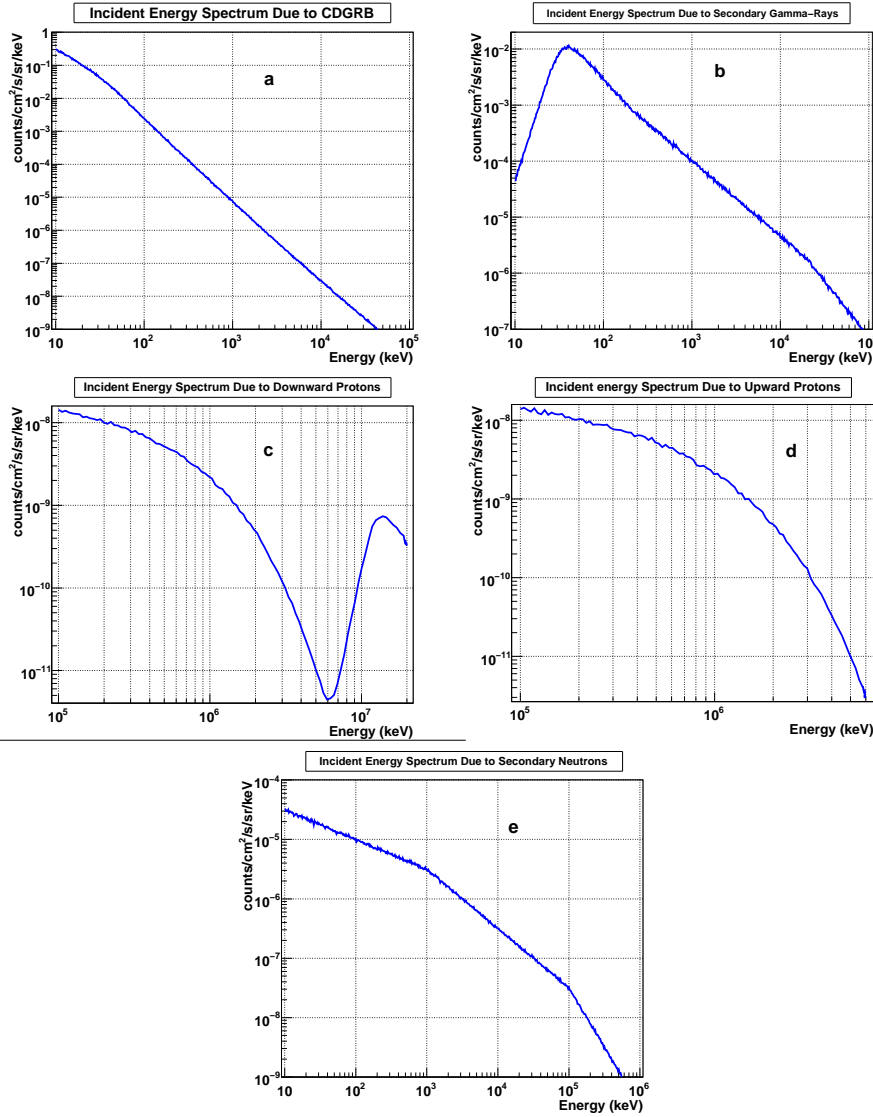 Incident Energy Spectrum Due to CDGRB
counts/cm²/s/sr/keV
1
10⁻¹
10⁻²
10⁻³
10⁻⁴
10⁻⁵
10⁻⁶
10⁻⁷
10⁻⁸
10⁻⁹
a
10 10² 10³ 10⁴ 10⁵
Energy (keV)
Incident Energy Spectrum Due to Secondary Gamma−Rays
counts/cm²/s/sr/keV
10⁻²
10⁻³
10⁻⁴
10⁻⁵
10⁻⁶
10⁻⁷
b
10 10² 10³ 10⁴ 10
Energy (keV)
Incident Energy Spectrum Due to Downward Protons
counts/cm²/s/sr/keV
10⁻⁸
10⁻⁹
10⁻¹⁰
10⁻¹¹
c
10⁵ 10⁶ 10⁷
Energy (keV)
Incident energy Spectrum Due to Upward Protons
counts/cm²/s/sr/keV
10⁻⁸
10⁻⁹
10⁻¹⁰
10⁻¹¹
d
10⁵ 10⁶
Energy (keV)
Incident Energy Spectrum Due to Secondary Neutrons
counts/cm²/s/sr/keV
10⁻⁴
10⁻⁵
10⁻⁶
10⁻⁷
10⁻⁸
10⁻⁹
e
10 10² 10³ 10⁴ 10⁵ 10⁶
Energy (keV)